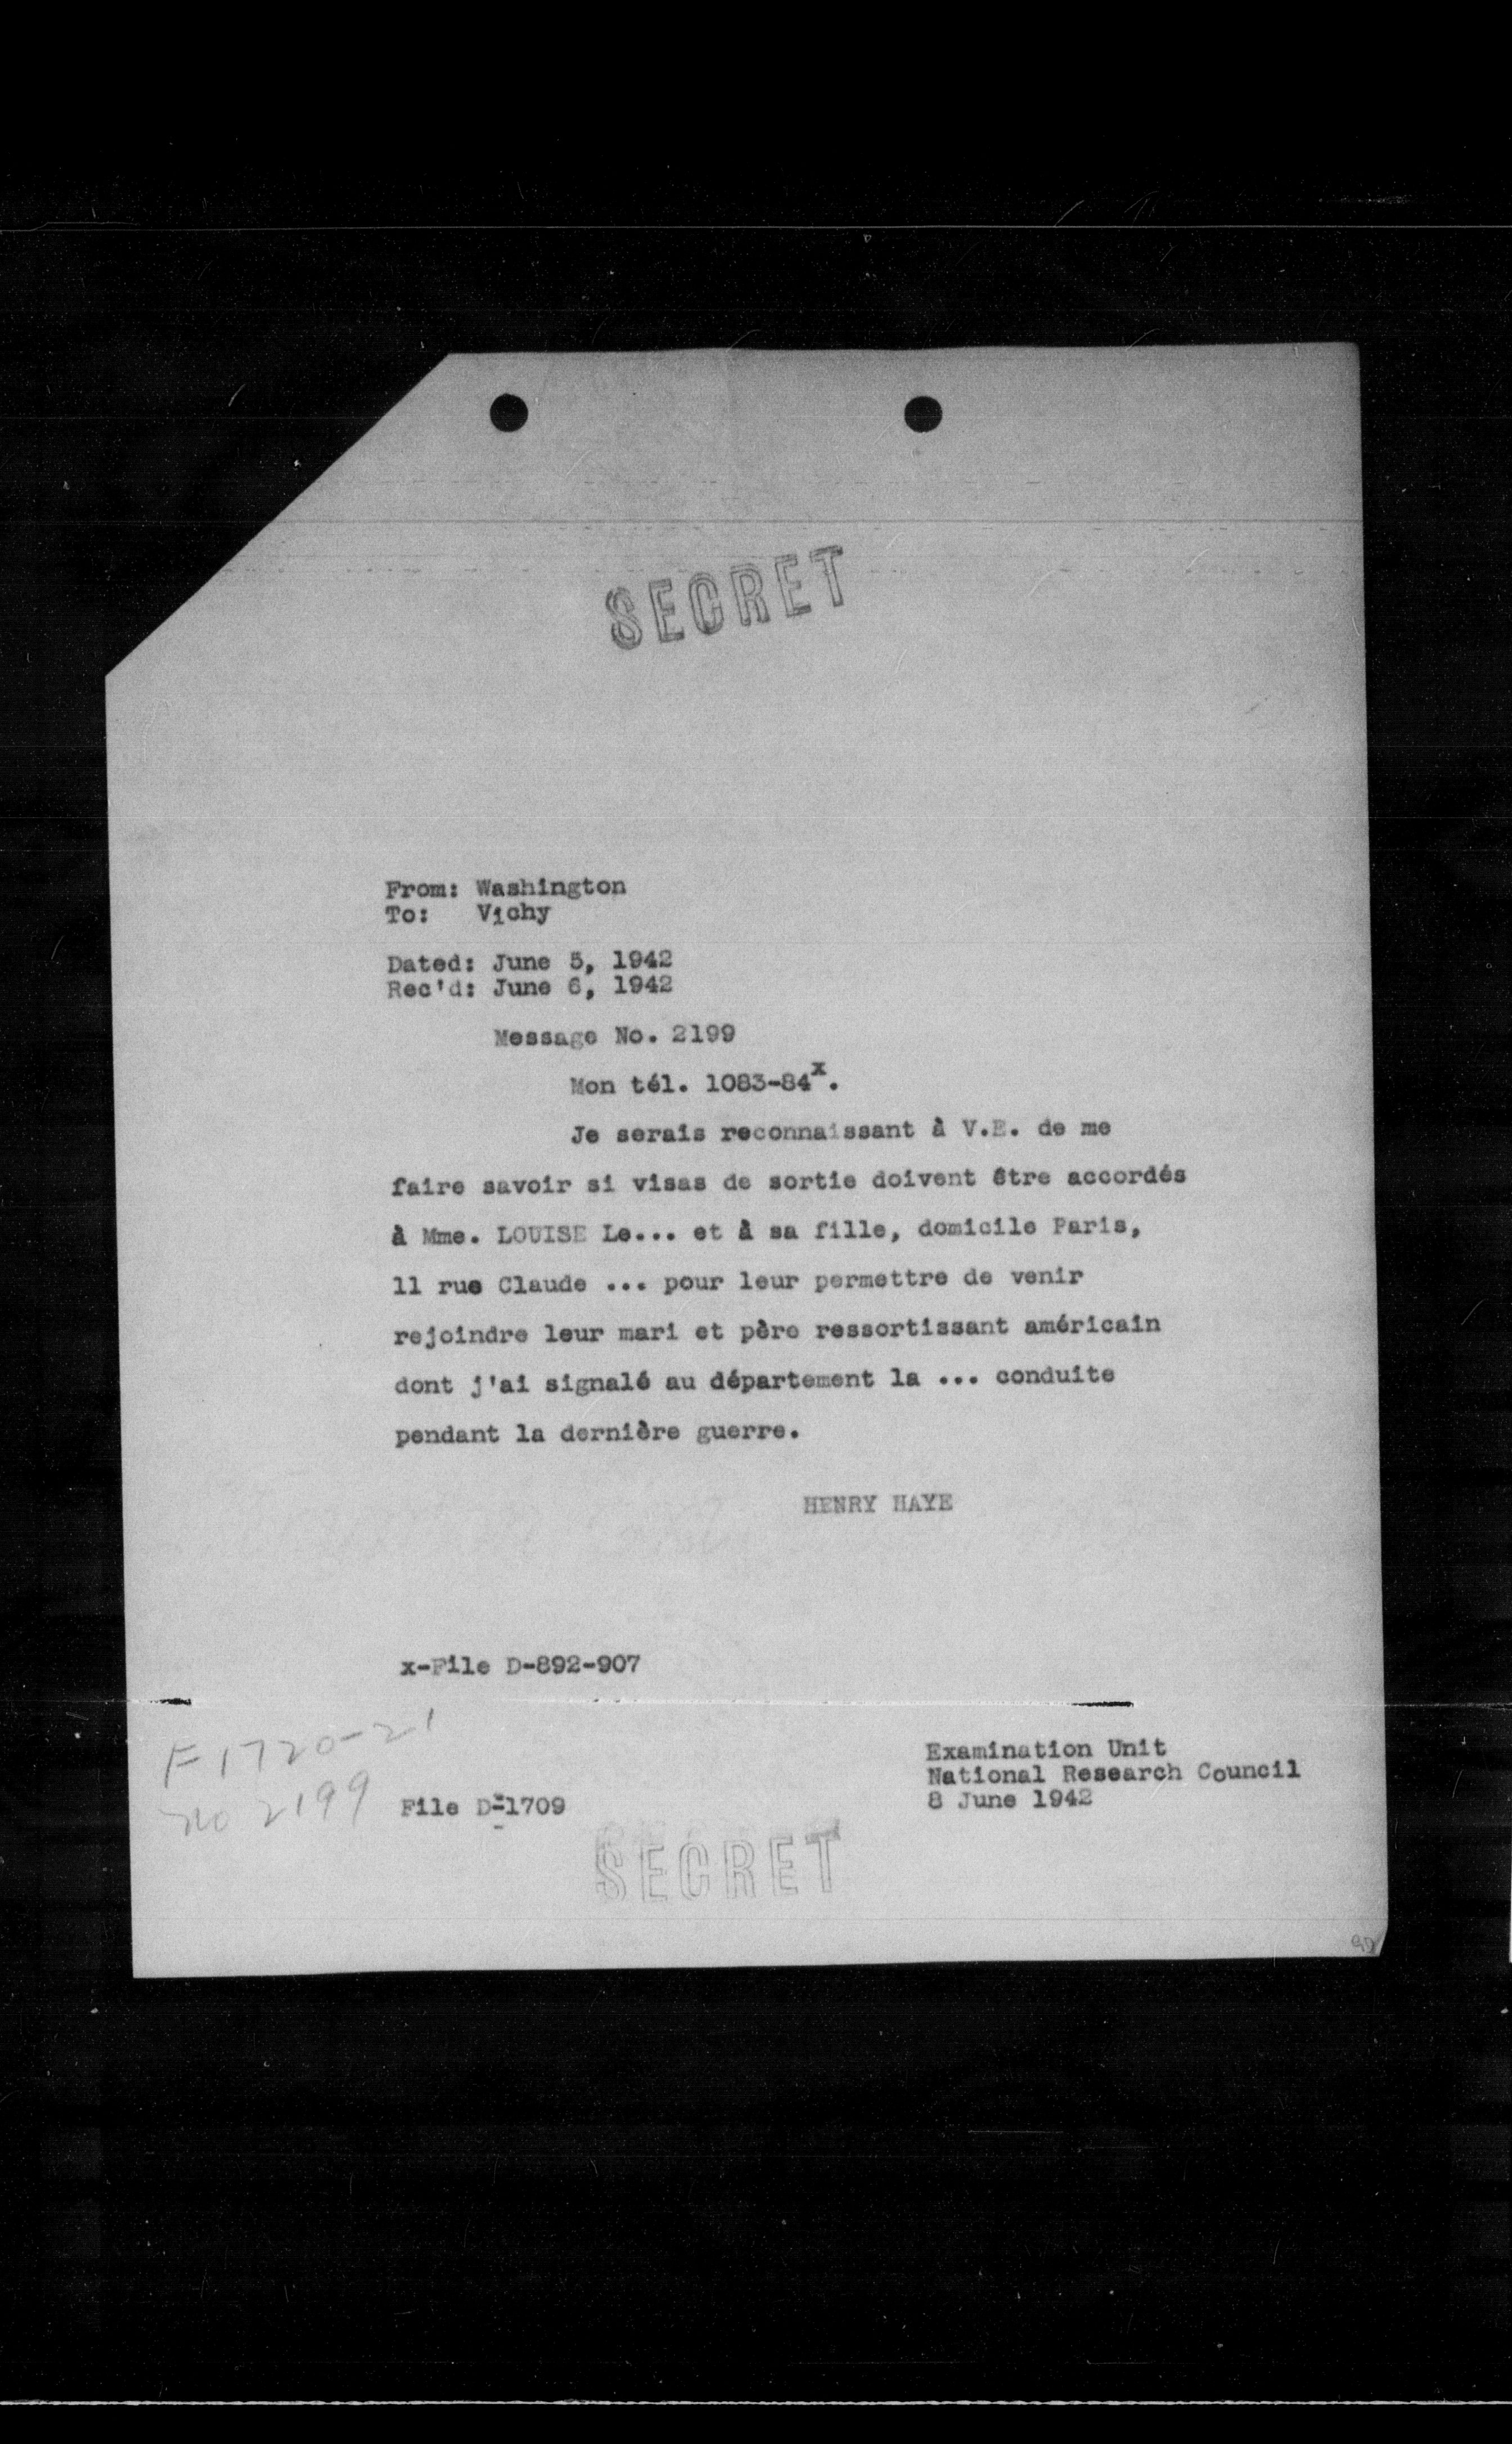 SECRET
From: Washington
To: Vichy
Dated: June 5, 1942
Rec'd: June 6, 1942
Message No. 2199
Mon tél. 1083-84x.
Je serais reconnaissant à V.E. de me
faire savoir si visas de sortie doivent être accordés
à Mme. LOUISE Le... et à sa fille, domicile Paris,
11 rue Claude ... pour leur permettre de venir
rejoindre leur mari et père ressortissant américain
dont j'ai signalé au département la ... conduite
pendant la dernière guerre.
HENRY HAYE
x-File D-892-907
F1720-21
no 2199
File D-1709
Examination Unit
National Research Council
8 June 1942
SECRET